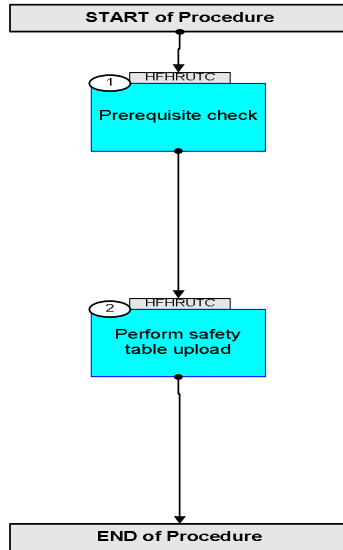 START of Procedure
HFHRUTC
1
Prerequisite check
HFHRUTC
2
Perform safety
table upload
END of Procedure